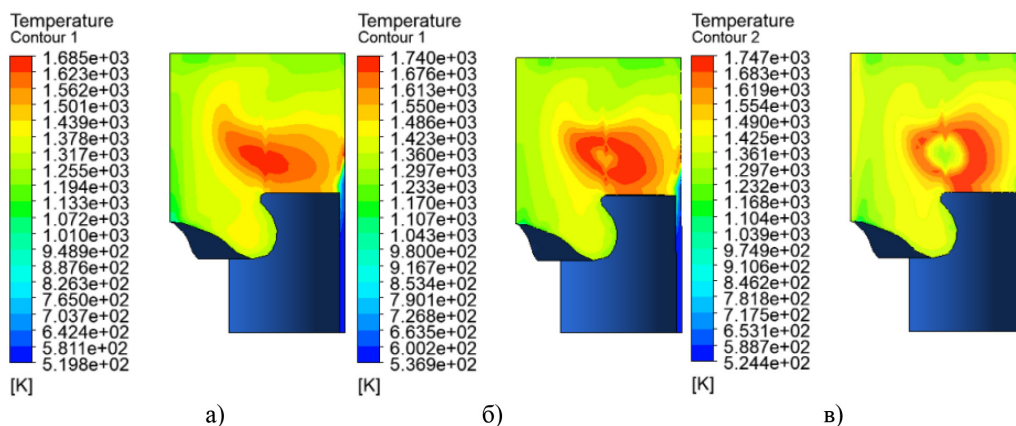 Temperature
Contour 1
1.685e+03
1.623e+03
1.562e+03
1.501e+03
1.439e+03
1.378e+03
1.317e+03
1.255e+03
1.194e+03
1.133e+03
1.072e+03
1.010e+03
9.489e+02
8.876e+02
8.263e+02
7.650e+02
7.037e+02
6.424e+02
5.811e+02
5.198e+02
[K]
а)
Temperature
Contour 1
1.740e+03
1.676e+03
1.613e+03
1.550e+03
1.486e+03
1.423e+03
1.360e+03
1.297e+03
1.233e+03
1.170e+03
1.107e+03
1.043e+03
9.800e+02
9.167e+02
8.534e+02
7.901e+02
7.268e+02
6.635e+02
6.002e+02
5.369e+02
[K]
б)
Temperature
Contour 2
1.747e+03
1.683e+03
1.619e+03
1.554e+03
1.490e+03
1.425e+03
1.361e+03
1.297e+03
1.232e+03
1.168e+03
1.104e+03
1.039e+03
9.749e+02
9.106e+02
8.462e+02
7.818e+02
7.175e+02
6.531e+02
5.887e+02
5.244e+02
[K]
в)